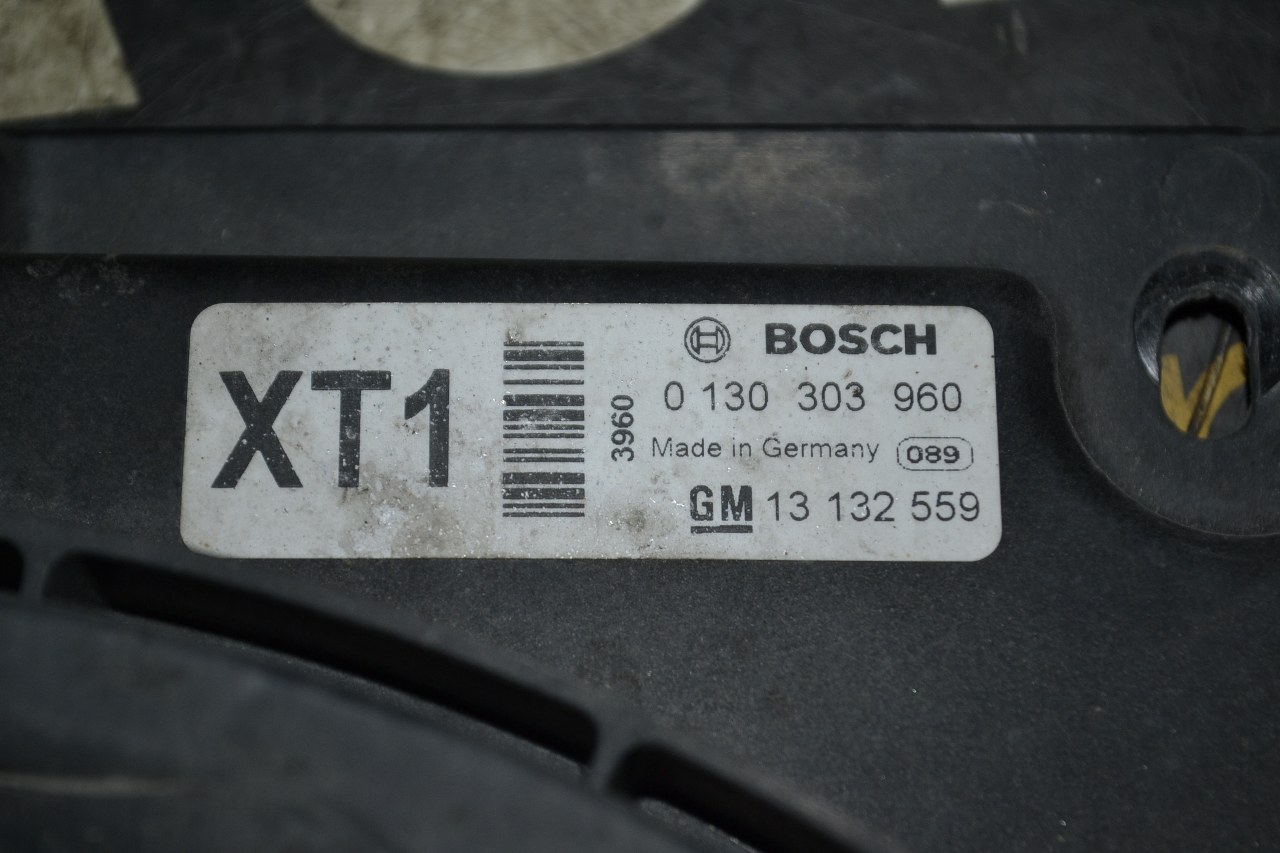 XT1
3960
BOSCH
0 130 303 960
Made in Germany 089
GM 13 132 559